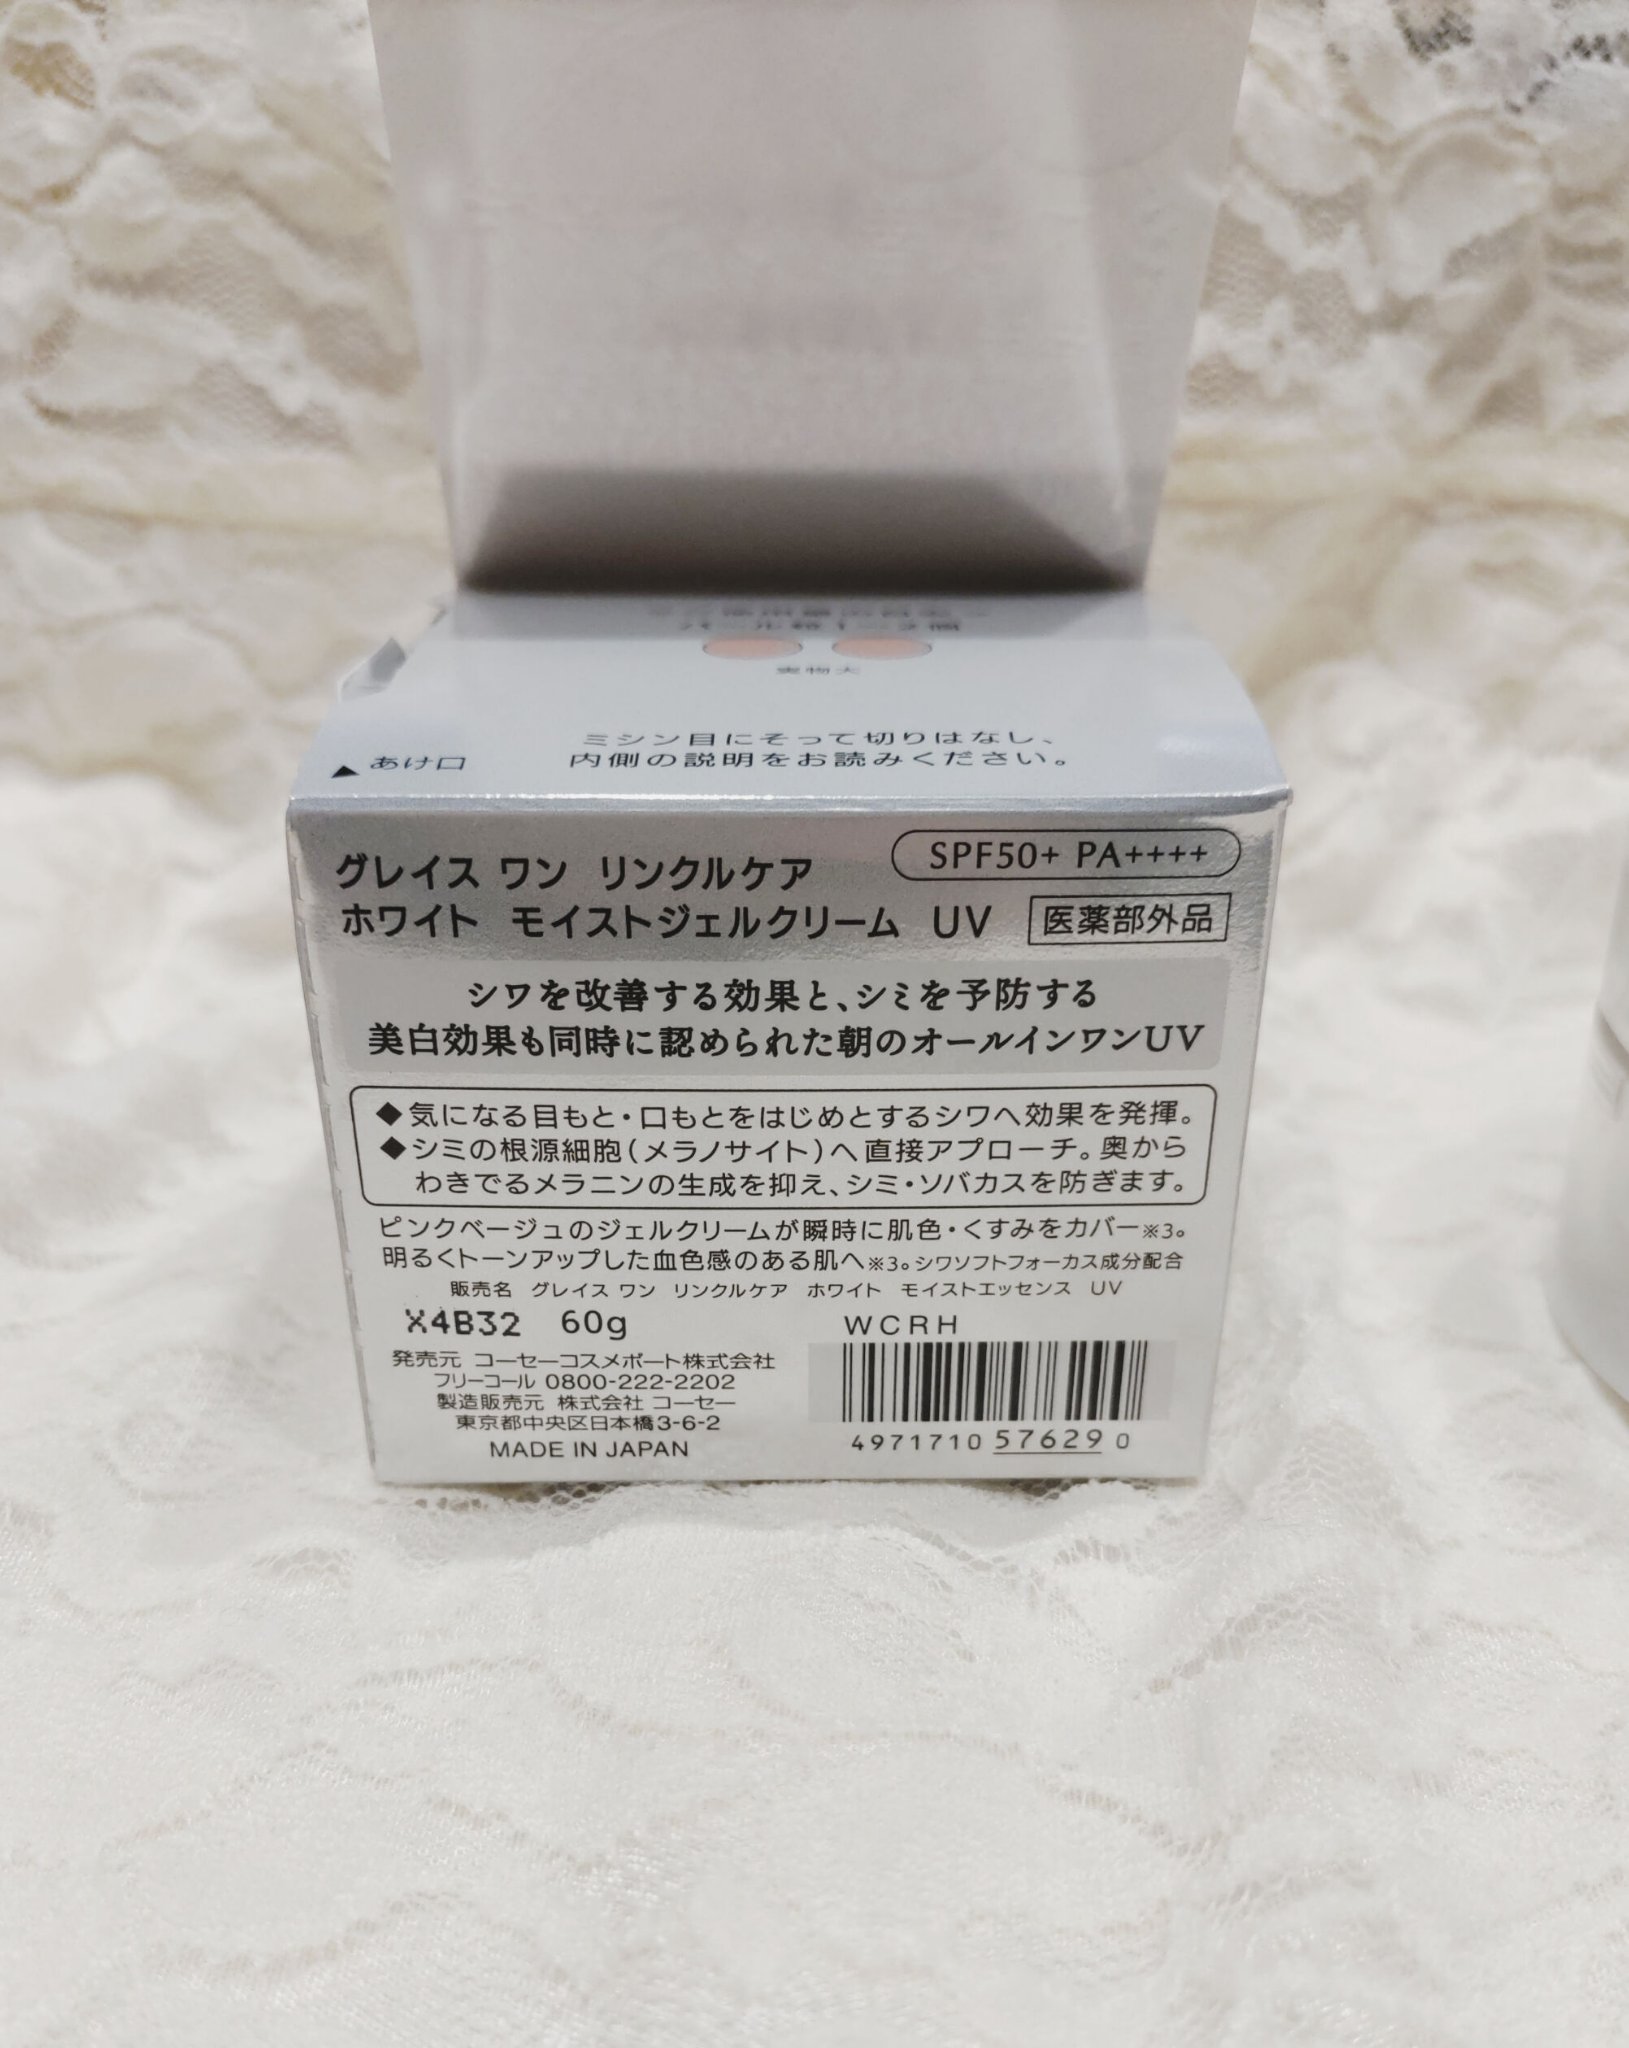 パール粒1〜2個
実物大
ミシン目にそって切りはなし、
▲あけ口 内側の説明をお読みください。
グレイス ワン リンクルケア SPF50+ PA++++
ホワイト モイストジェルクリーム UV 医薬部外品
シワを改善する効果と、シミを予防する
美白効果も同時に認められた朝のオールインワンUV
◆気になる目もと・口もとをはじめとするシワへ効果を発揮。
◆シミの根源細胞(メラノサイト)へ直接アプローチ。奥から
わきでるメラニンの生成を抑え、シミ・ソバカスを防ぎます。
ピンクベージュのジェルクリームが瞬時に肌色・くすみをカバー※3。
明るくトーンアップした血色感のある肌へ※3。シワソフトフォーカス成分配合
販売名 グレイス ワン リンクルケア ホワイト モイストエッセンス UV
X4B32 60g WCRH
発売元 コーセーコスメポート株式会社
フリーコール 0800-222-2202
製造販売元 株式会社 コーセー
東京都中央区日本橋3-6-2
MADE IN JAPAN
4971710 57629 0